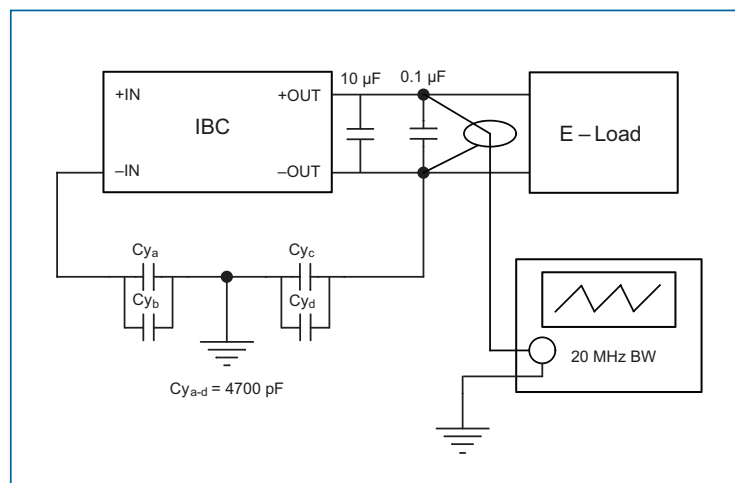 10 µF
0.1 µF
+IN
+OUT
IBC
E – Load
–IN
–OUT
Cya
Cyc
Cyb
Cyd
20 MHz BW
Cya-d = 4700 pF